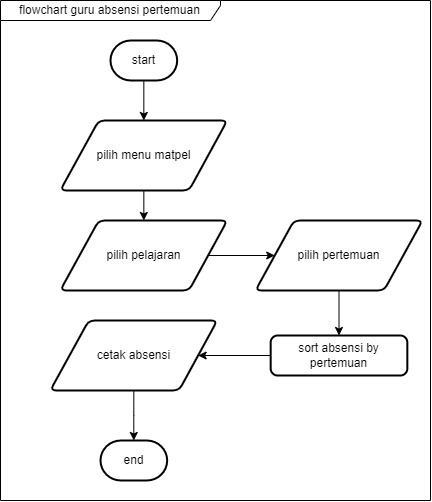 flowchart guru absensi pertemuan
start
pilih menu matpel
pilih pelajaran
pilih pertemuan
sort absensi by
pertemuan
cetak absensi
end